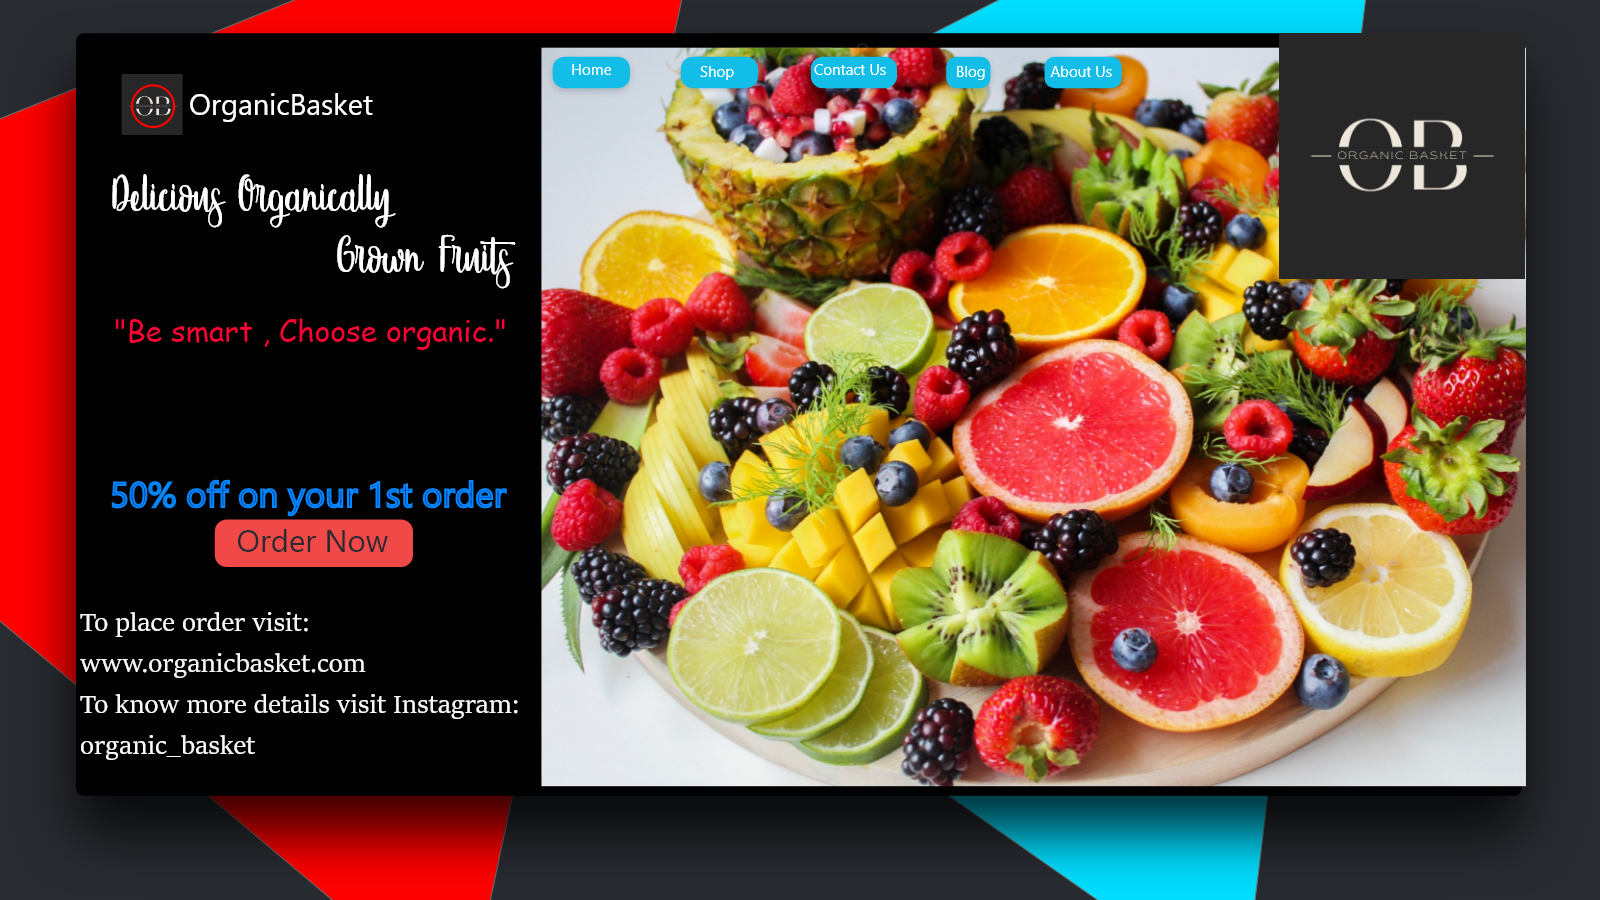 Home
Shop
Contact Us
Blog
About Us
OB
OrganicBasket
OB
ORGANIC BASKET
Delicious Organically
Grown Fruits
"Be smart , Choose organic."
50% off on your 1st order
Order Now
To place order visit:
www.organicbasket.com
To know more details visit Instagram:
organic_basket